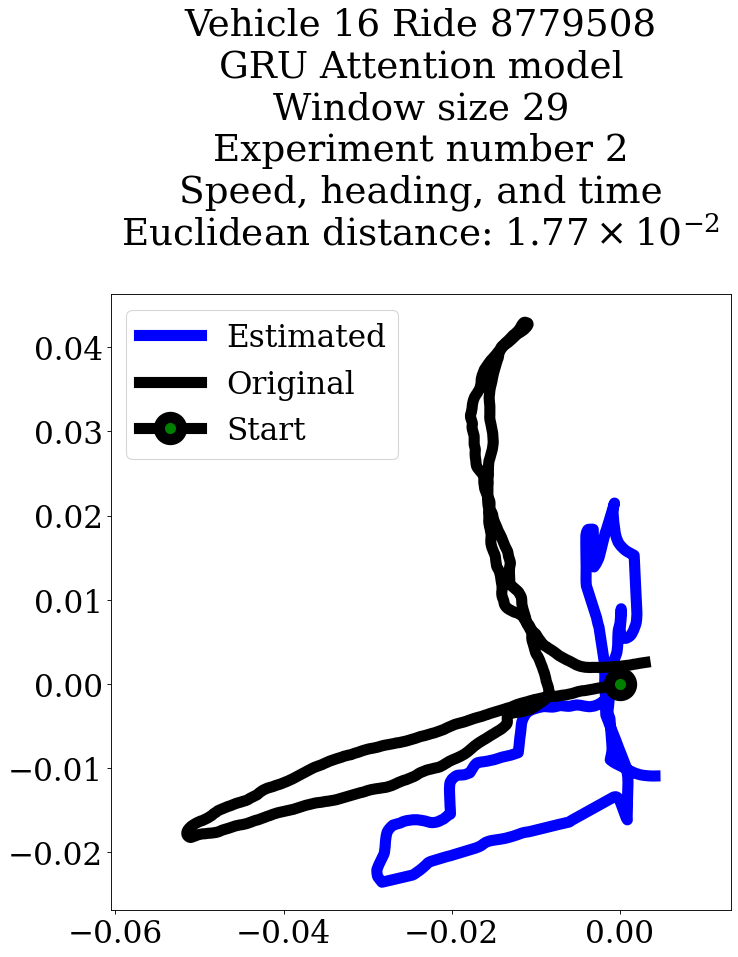 Vehicle 16 Ride 8779508
GRU Attention model
Window size 29
Experiment number 2
Speed, heading, and time
Euclidean distance: 1.77 × 10⁻²
Estimated
Original
Start
0.04
0.03
0.02
0.01
0.00
−0.01
−0.02
−0.06 −0.04 −0.02 0.00